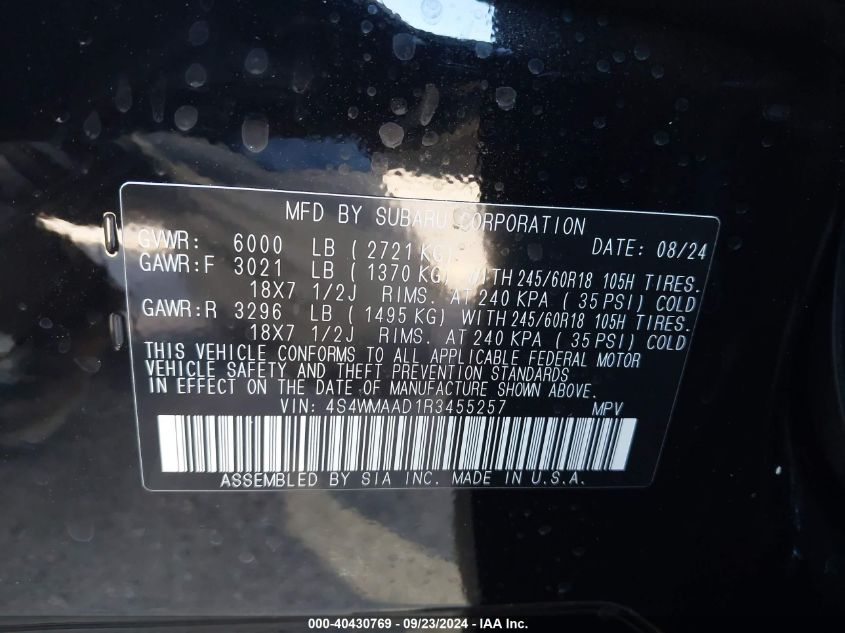 MFD BY SUBARU CORPORATION
GVWR: 6000 LB ( 2721 KG) DATE: 08/24
GAWR:F 3021 LB ( 1370 KG) WITH 245/60R18 105H TIRES.
18X7 1/2J RIMS. AT 240 KPA ( 35 PSI) COLD
GAWR:R 3296 LB ( 1495 KG) WITH 245/60R18 105H TIRES.
18X7 1/2J RIMS. AT 240 KPA ( 35 PSI) COLD
THIS VEHICLE CONFORMS TO ALL APPLICABLE FEDERAL MOTOR
VEHICLE SAFETY AND THEFT PREVENTION STANDARDS
IN EFFECT ON THE DATE OF MANUFACTURE SHOWN ABOVE.
VIN: 4S4WMAAD1R3455257 MPV
ASSEMBLED BY SIA INC. MADE IN U.S.A.
000-40430769 - 09/23/2024 - IAA Inc.